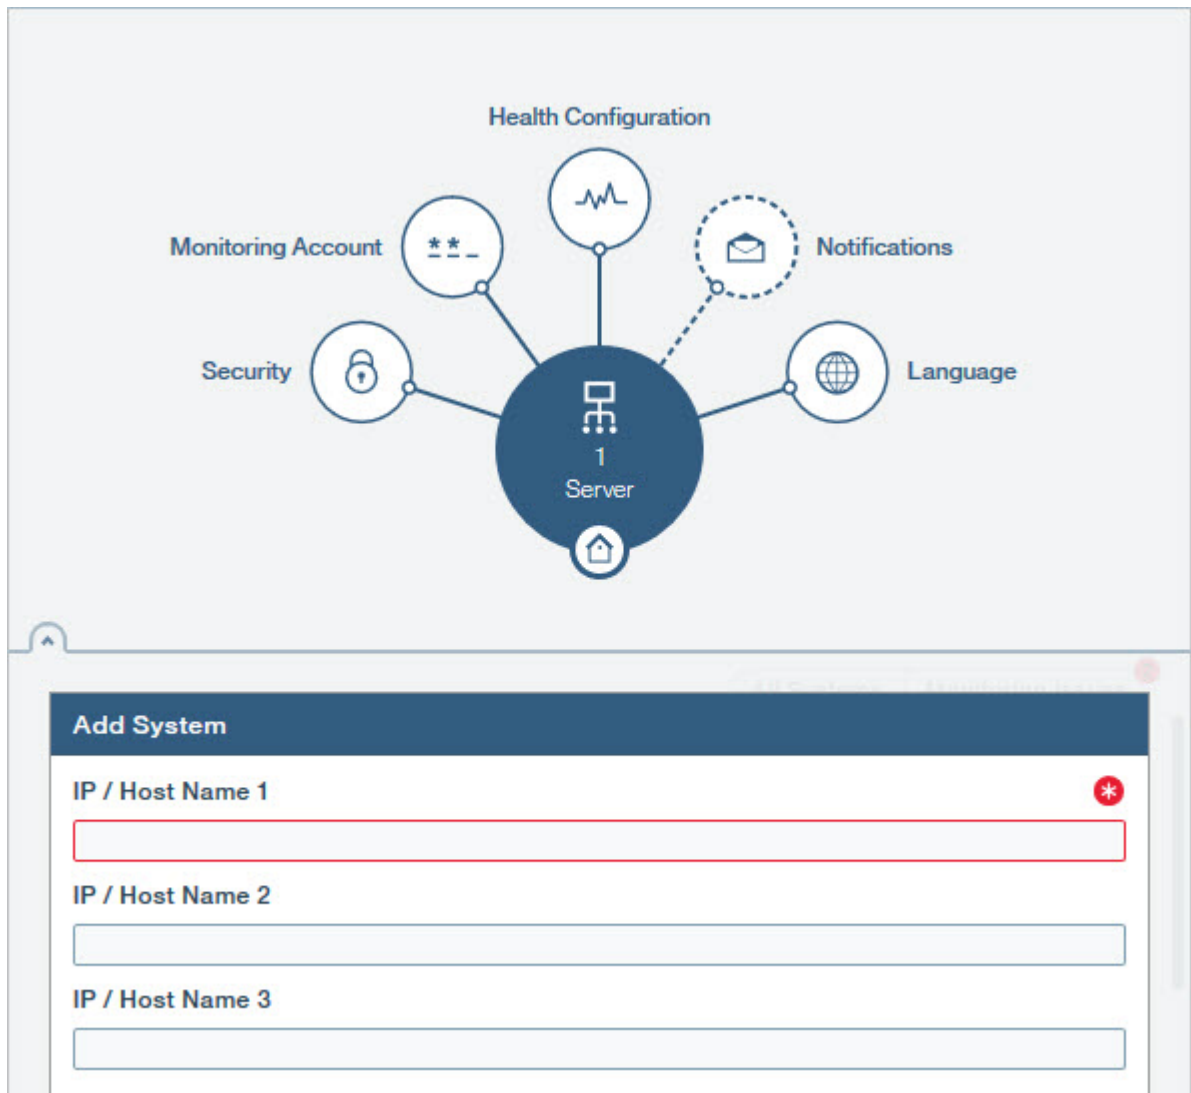 Health Configuration
Monitoring Account
**_
Notifications
Security
Language
1
Server
Add System
IP / Host Name 1
IP / Host Name 2
IP / Host Name 3